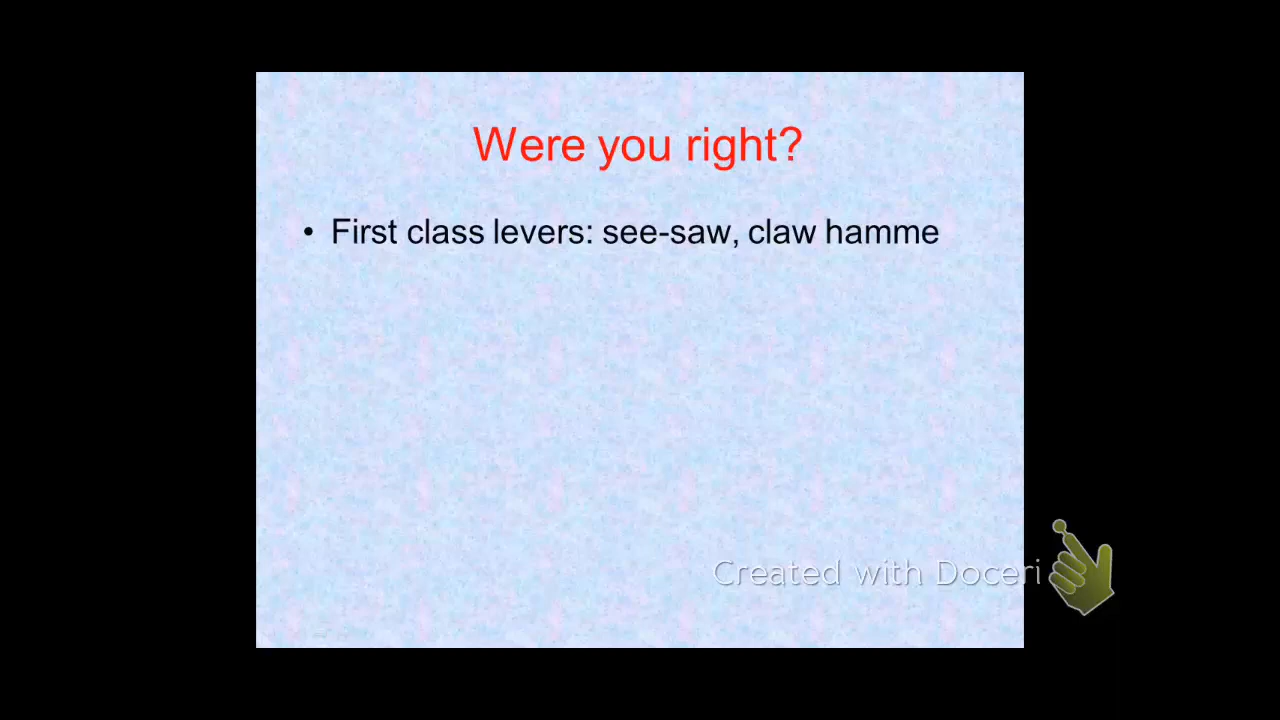 Were you right?
• First class levers: see-saw, claw hamme
Created with Doceri